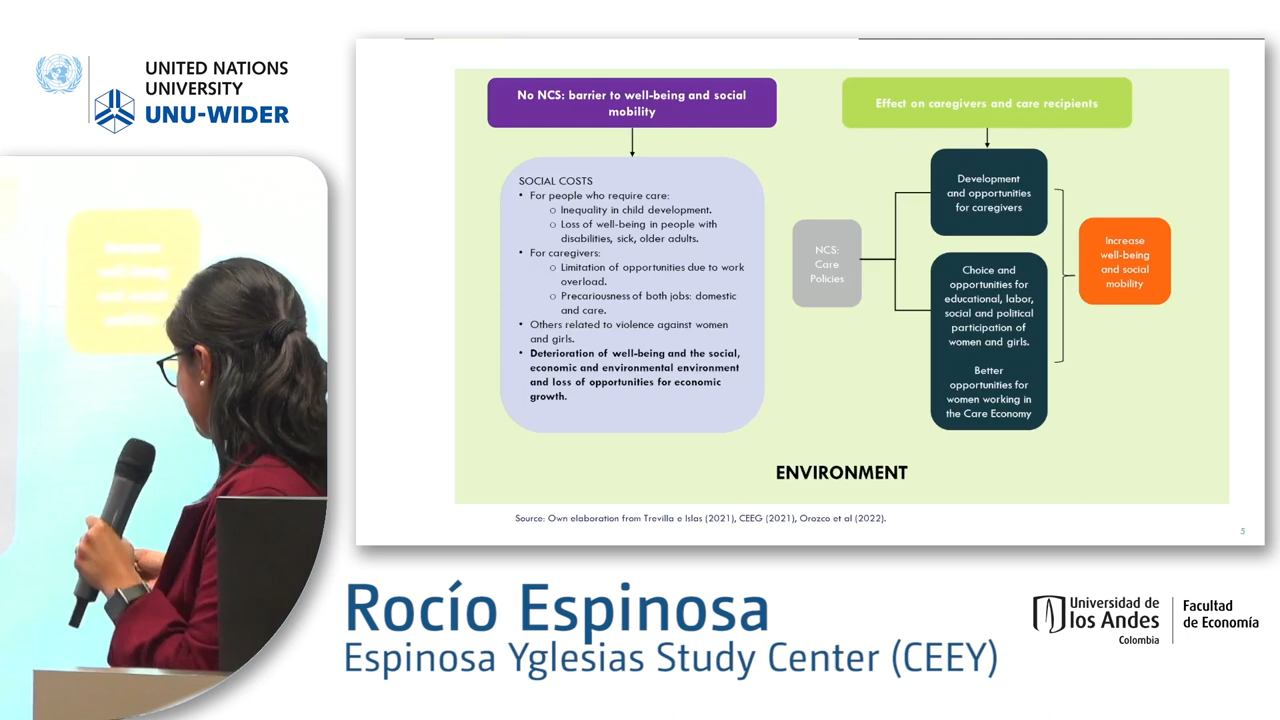 UNITED NATIONS
UNIVERSITY
UNU-WIDER
No NCS: barrier to well-being and social
mobility
SOCIAL COSTS
• For people who require care:
o Inequality in child development.
o Loss of well-being in people with
disabilities, sick, older adults.
• For caregivers:
o Limitation of opportunities due to work
overload.
o Precariousness of both jobs: domestic
and care.
• Others related to violence against women
and girls.
• Deterioration of well-being and the social,
economic and environmental environment
and loss of opportunities for economic
growth.
Effect on caregivers and care recipients
NCS:
Care
Policies
Development
and opportunities
for caregivers
Choice and
opportunities for
educational, labor,
social and political
participation of
women and girls.
Better
opportunities for
women working in
the Care Economy
Increase
well-being
and social
mobility
ENVIRONMENT
Source: Own elaboration from Trevilla e Islas (2021), CEEG (2021), Orozco et al (2022).
5
Rocío Espinosa
Espinosa Yglesias Study Center (CEEY)
Universidad de
los Andes
Colombia
Facultad
de Economía